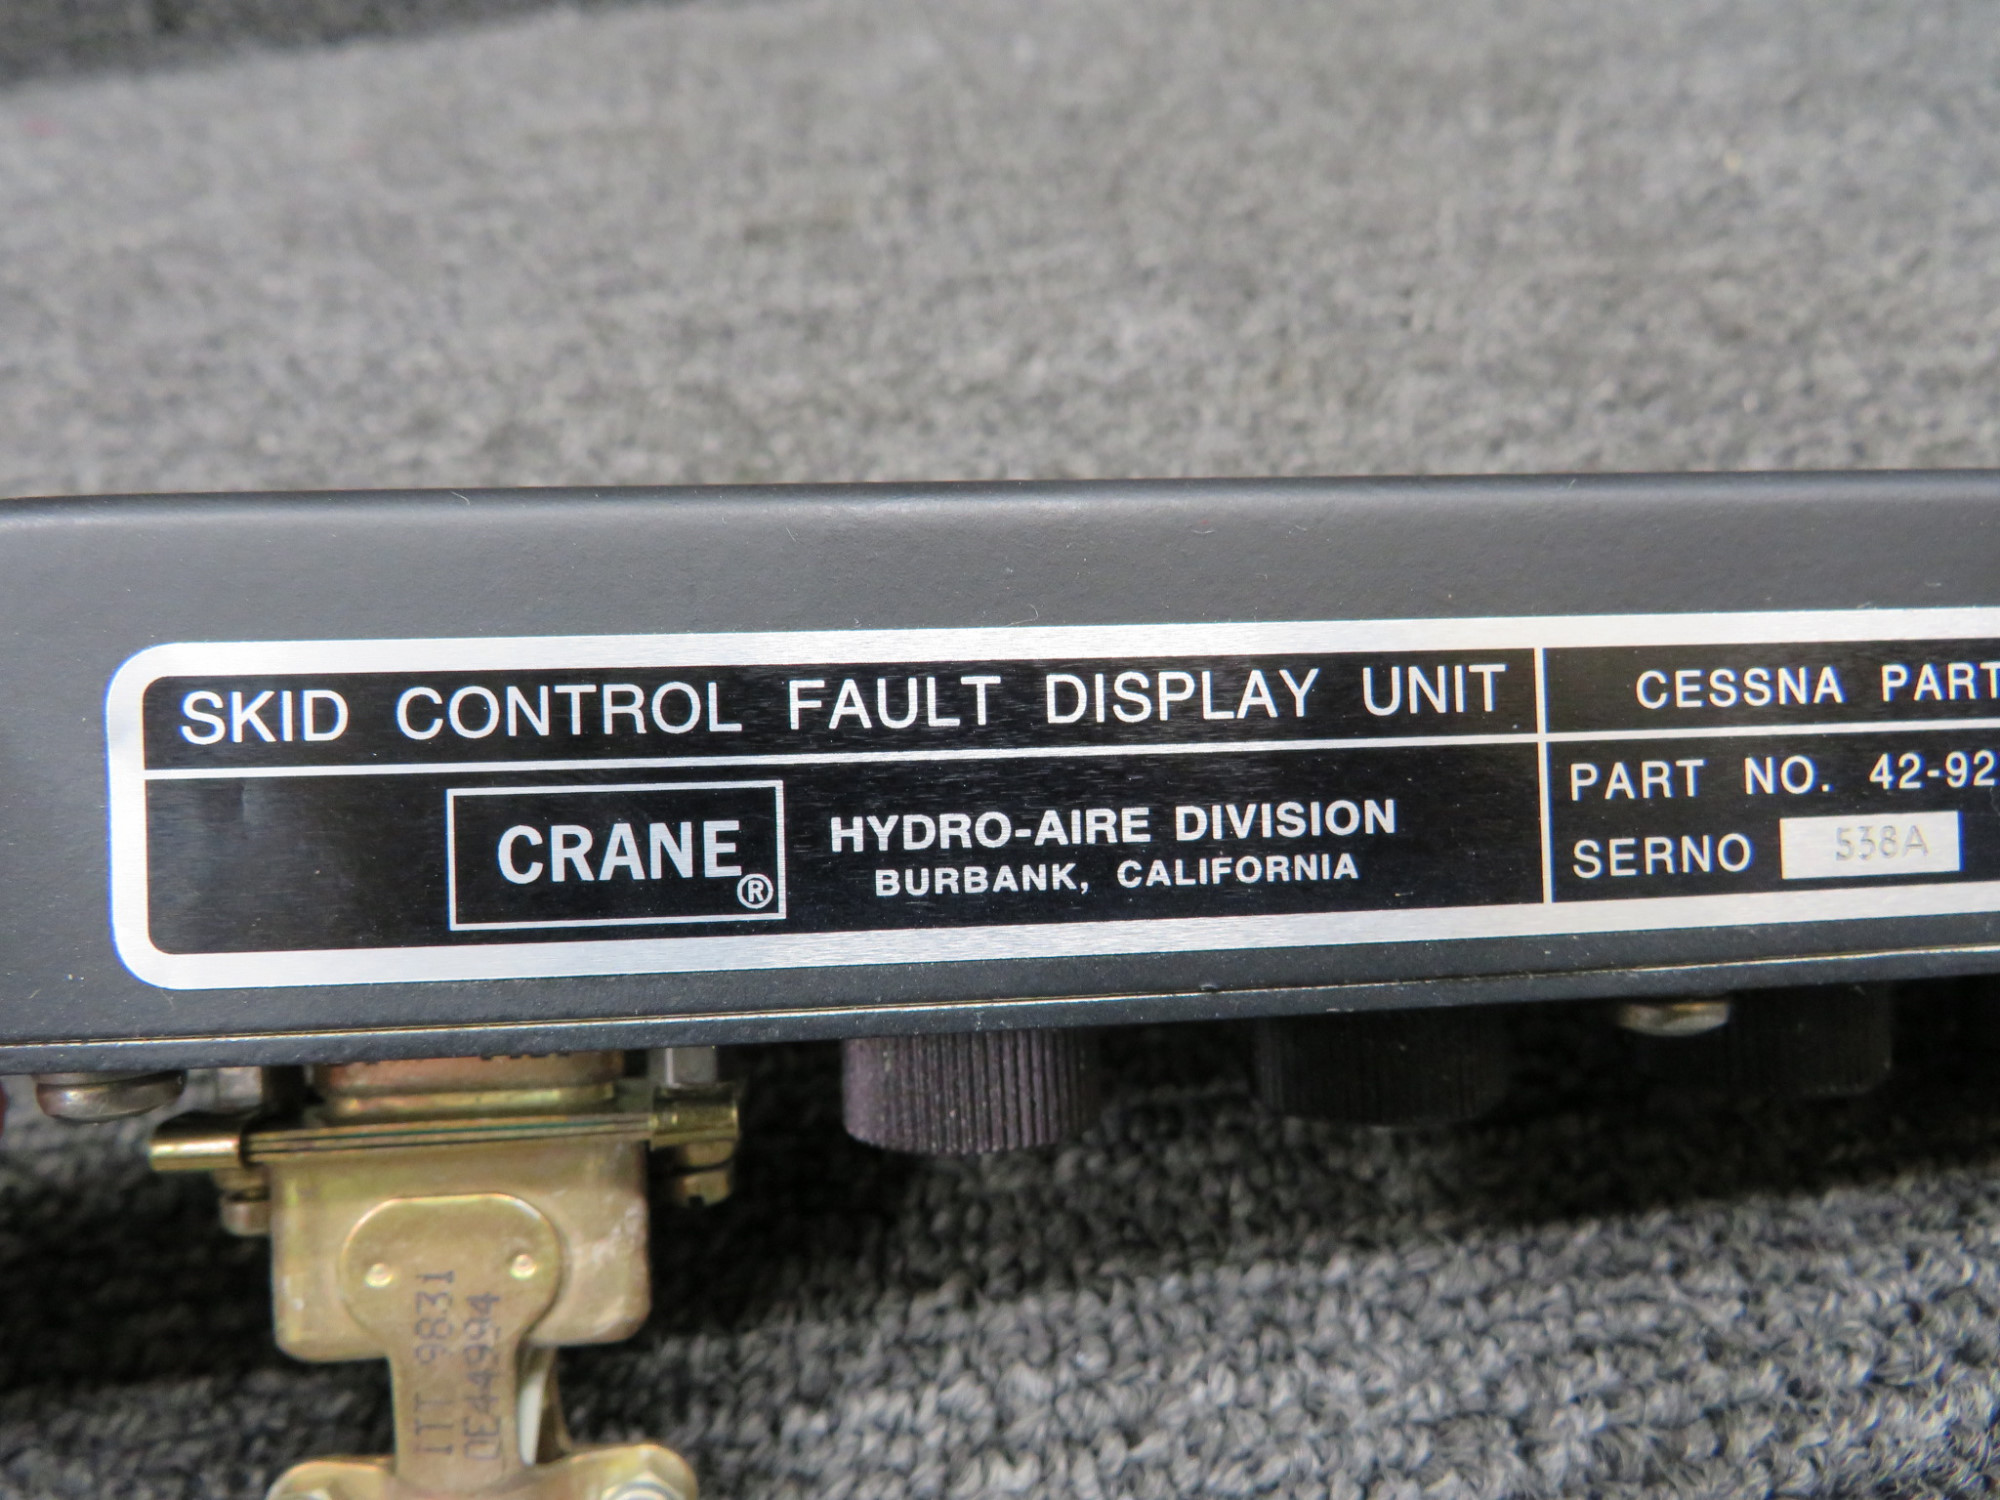 SKID CONTROL FAULT DISPLAY UNIT
CRANE®
HYDRO-AIRE DIVISION
BURBANK, CALIFORNIA
CESSNA PART
PART NO. 42-92
SERNO 538A
ITT 9831
DE44994